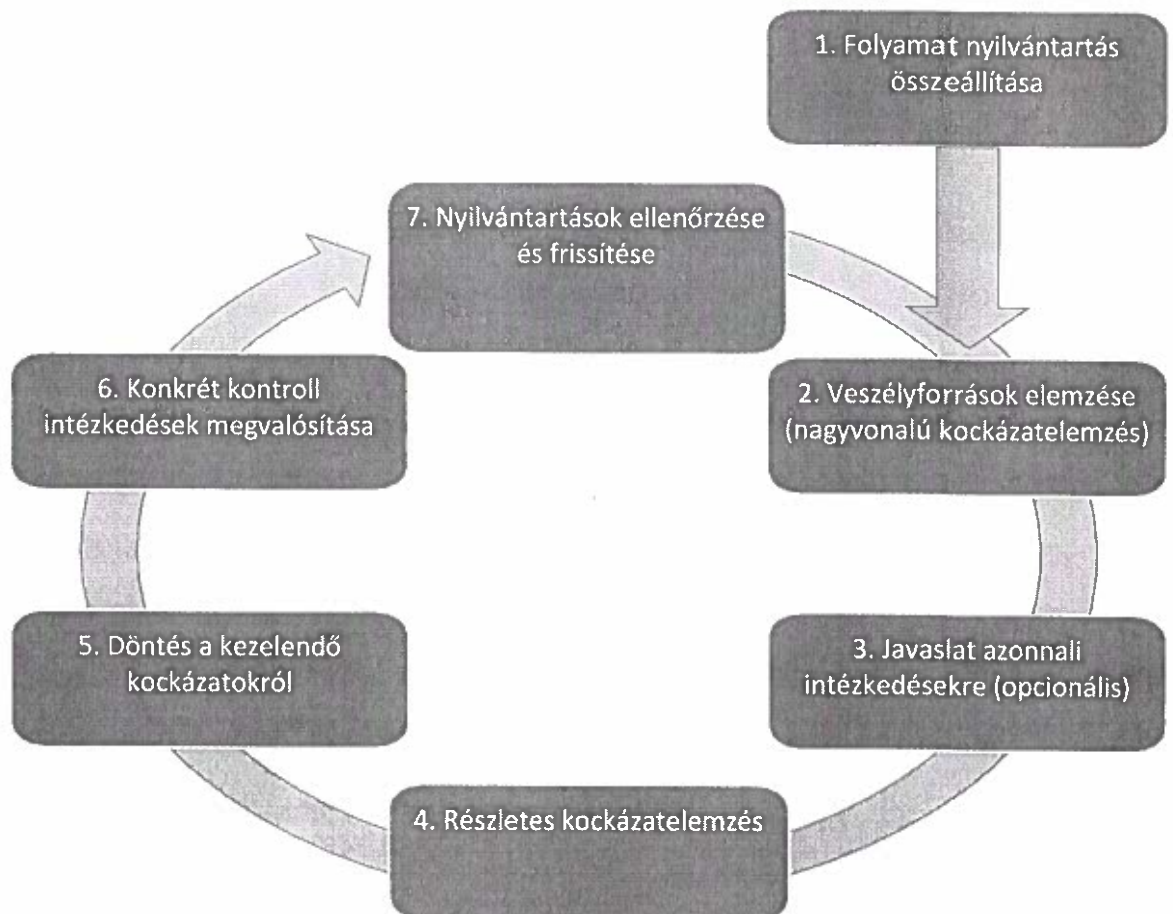 1. Folyamat nyilvántartás
összeállítása
7. Nyilvántartások ellenőrzése
és frissítése
2. Veszélyforrások elemzése
(nagyvonalú kockázatelemzés)
6. Konkrét kontroll
intézkedések megvalósítása
3. Javaslat azonnali
intézkedésekre (opcionális)
5. Döntés a kezelendő
kockázatokról
4. Részletes kockázatelemzés